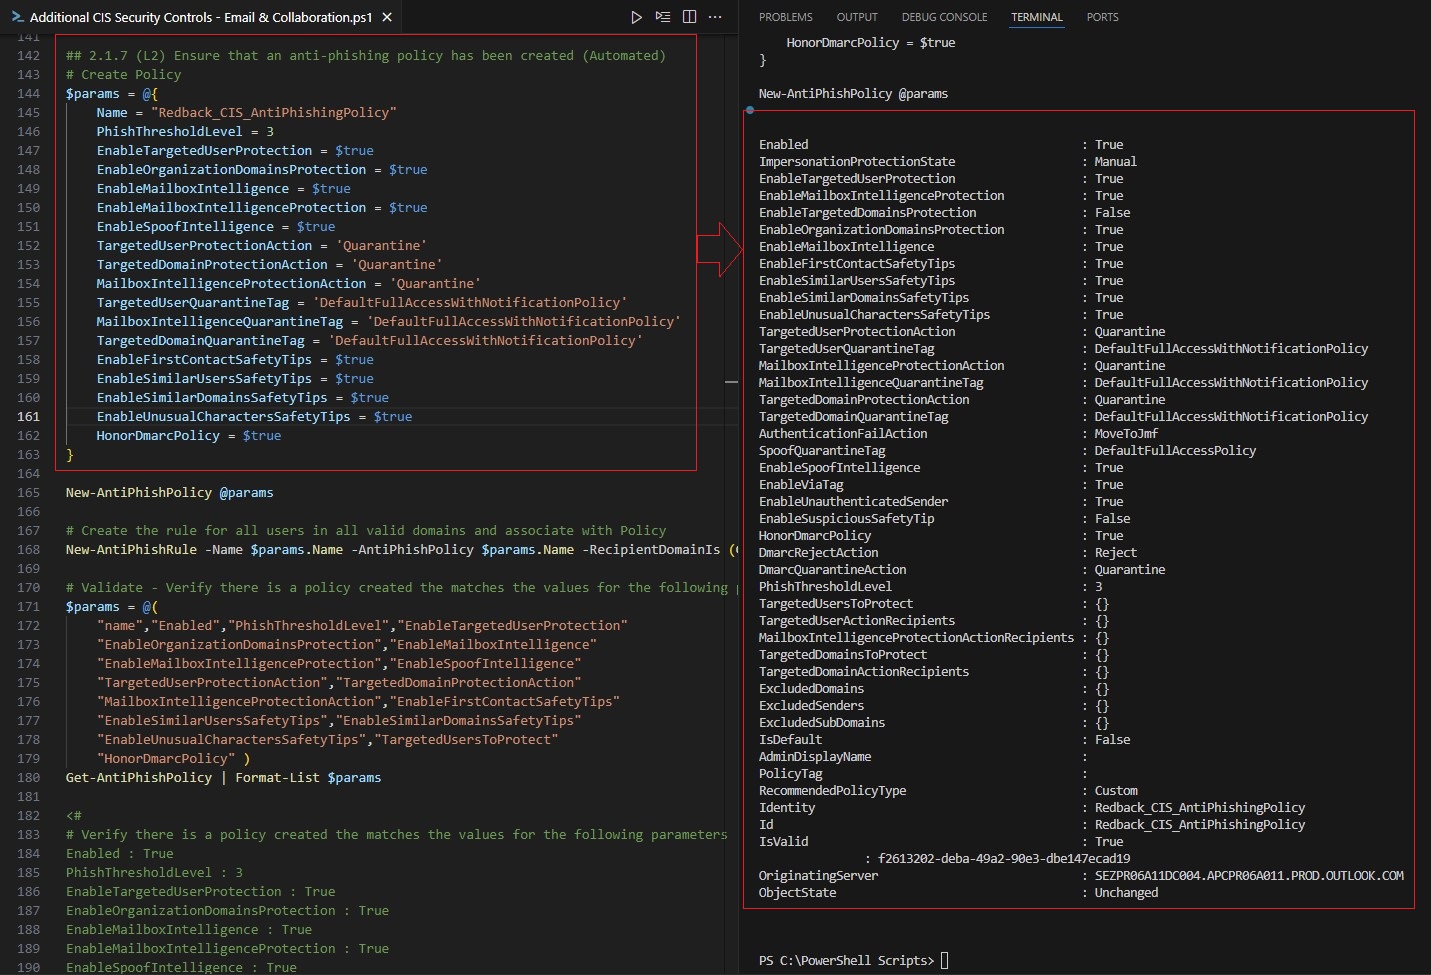 Additional CIS Security Controls - Email & Collaboration.ps1
141
142 ## 2.1.7 (L2) Ensure that an anti-phishing policy has been created (Automated)
143 # Create Policy
144 $params = @{
145 Name = "Redback_CIS_AntiPhishingPolicy"
146 PhishThresholdLevel = 3
147 EnableTargetedUserProtection = $true
148 EnableOrganizationDomainsProtection = $true
149 EnableMailboxIntelligence = $true
150 EnableMailboxIntelligenceProtection = $true
151 EnableSpoofIntelligence = $true
152 TargetedUserProtectionAction = 'Quarantine'
153 TargetedDomainProtectionAction = 'Quarantine'
154 MailboxIntelligenceProtectionAction = 'Quarantine'
155 TargetedUserQuarantineTag = 'DefaultFullAccessWithNotificationPolicy'
156 MailboxIntelligenceQuarantineTag = 'DefaultFullAccessWithNotificationPolicy'
157 TargetedDomainQuarantineTag = 'DefaultFullAccessWithNotificationPolicy'
158 EnableFirstContactSafetyTips = $true
159 EnableSimilarUsersSafetyTips = $true
160 EnableSimilarDomainsSafetyTips = $true
161 EnableUnusualCharactersSafetyTips = $true
162 HonorDmarcPolicy = $true
163 }
164
165 New-AntiPhishPolicy @params
166
167 # Create the rule for all users in all valid domains and associate with Policy
168 New-AntiPhishRule -Name $params.Name -AntiPhishPolicy $params.Name -RecipientDomainIs (
169
170 # Validate - Verify there is a policy created the matches the values for the following
171 $params = @(
172 "name","Enabled","PhishThresholdLevel","EnableTargetedUserProtection"
173 "EnableOrganizationDomainsProtection","EnableMailboxIntelligence"
174 "EnableMailboxIntelligenceProtection","EnableSpoofIntelligence"
175 "TargetedUserProtectionAction","TargetedDomainProtectionAction"
176 "MailboxIntelligenceProtectionAction","EnableFirstContactSafetyTips"
177 "EnableSimilarUsersSafetyTips","EnableSimilarDomainsSafetyTips"
178 "EnableUnusualCharactersSafetyTips","TargetedUsersToProtect"
179 "HonorDmarcPolicy" )
180 Get-AntiPhishPolicy | Format-List $params
181
182 <#
183 # Verify there is a policy created the matches the values for the following parameters
184 Enabled : True
185 PhishThresholdLevel : 3
186 EnableTargetedUserProtection : True
187 EnableOrganizationDomainsProtection : True
188 EnableMailboxIntelligence : True
189 EnableMailboxIntelligenceProtection : True
190 EnableSpoofIntelligence : True
PROBLEMS OUTPUT DEBUG CONSOLE TERMINAL PORTS
HonorDmarcPolicy = $true
}
New-AntiPhishPolicy @params
Enabled : True
ImpersonationProtectionState : Manual
EnableTargetedUserProtection : True
EnableMailboxIntelligenceProtection : True
EnableTargetedDomainsProtection : False
EnableOrganizationDomainsProtection : True
EnableMailboxIntelligence : True
EnableFirstContactSafetyTips : True
EnableSimilarUsersSafetyTips : True
EnableSimilarDomainsSafetyTips : True
EnableUnusualCharactersSafetyTips : True
TargetedUserProtectionAction : Quarantine
TargetedUserQuarantineTag : DefaultFullAccessWithNotificationPolicy
MailboxIntelligenceProtectionAction : Quarantine
MailboxIntelligenceQuarantineTag : DefaultFullAccessWithNotificationPolicy
TargetedDomainProtectionAction : Quarantine
TargetedDomainQuarantineTag : DefaultFullAccessWithNotificationPolicy
AuthenticationFailAction : MoveToJmf
SpoofQuarantineTag : DefaultFullAccessPolicy
EnableSpoofIntelligence : True
EnableViaTag : True
EnableUnauthenticatedSender : True
EnableSuspiciousSafetyTip : False
HonorDmarcPolicy : True
DmarcRejectAction : Reject
DmarcQuarantineAction : Quarantine
PhishThresholdLevel : 3
TargetedUsersToProtect : {}
TargetedUserActionRecipients : {}
MailboxIntelligenceProtectionActionRecipients : {}
TargetedDomainsToProtect : {}
TargetedDomainActionRecipients : {}
ExcludedDomains : {}
ExcludedSenders : {}
ExcludedSubDomains : {}
IsDefault : False
AdminDisplayName :
PolicyTag :
RecommendedPolicyType : Custom
Identity : Redback_CIS_AntiPhishingPolicy
Id : Redback_CIS_AntiPhishingPolicy
IsValid : True
: f2613202-deba-49a2-90e3-dbe147ecad19
OriginatingServer : SEZPR06A11DC004.APCPR06A011.PROD.OUTLOOK.COM
ObjectState : Unchanged
PS C:\PowerShell Scripts>